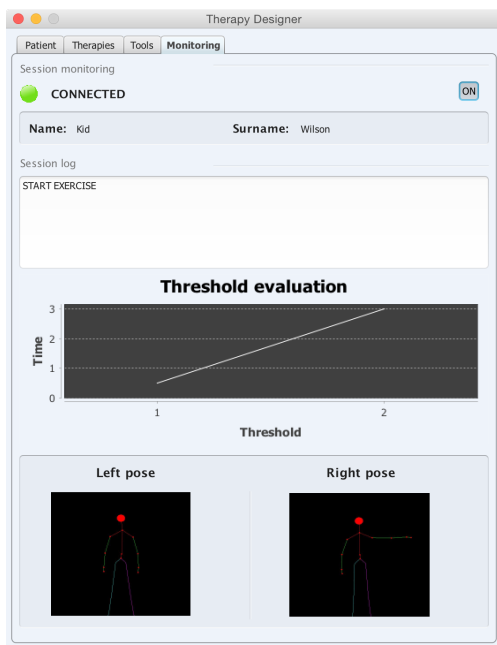 Therapy Designer
Patient Therapies Tools Monitoring
Session monitoring
CONNECTED ON
Name: Kid Surname: Wilson
Session log
START EXERCISE
Threshold evaluation
3
2
1
0
Time
1 2
Threshold
Left pose Right pose